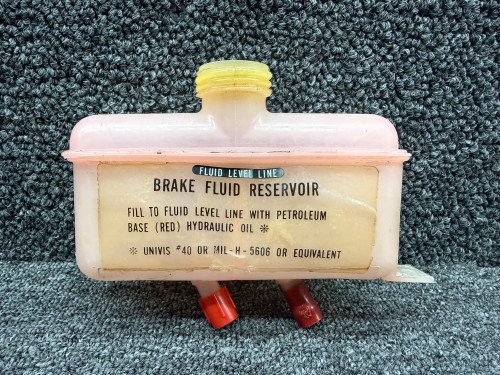 FLUID LEVEL LINE
BRAKE FLUID RESERVOIR
FILL TO FLUID LEVEL LINE WITH PETROLEUM
BASE (RED) HYDRAULIC OIL ※
※ UNIVIS #40 OR MIL-H-5606 OR EQUIVALENT